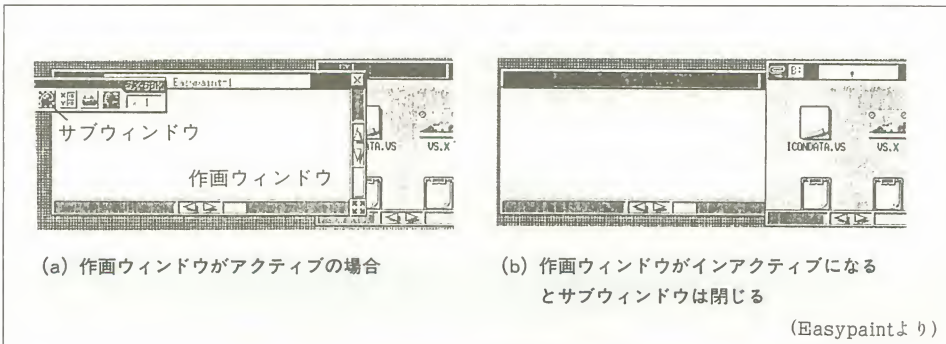 Easypaint-1
サブウィンドウ
作画ウィンドウ
B:
ICONDATA.VS
VS.X
(a) 作画ウィンドウがアクティブの場合
(b) 作画ウィンドウがインアクティブになる
とサブウィンドウは閉じる
(Easypaintより)